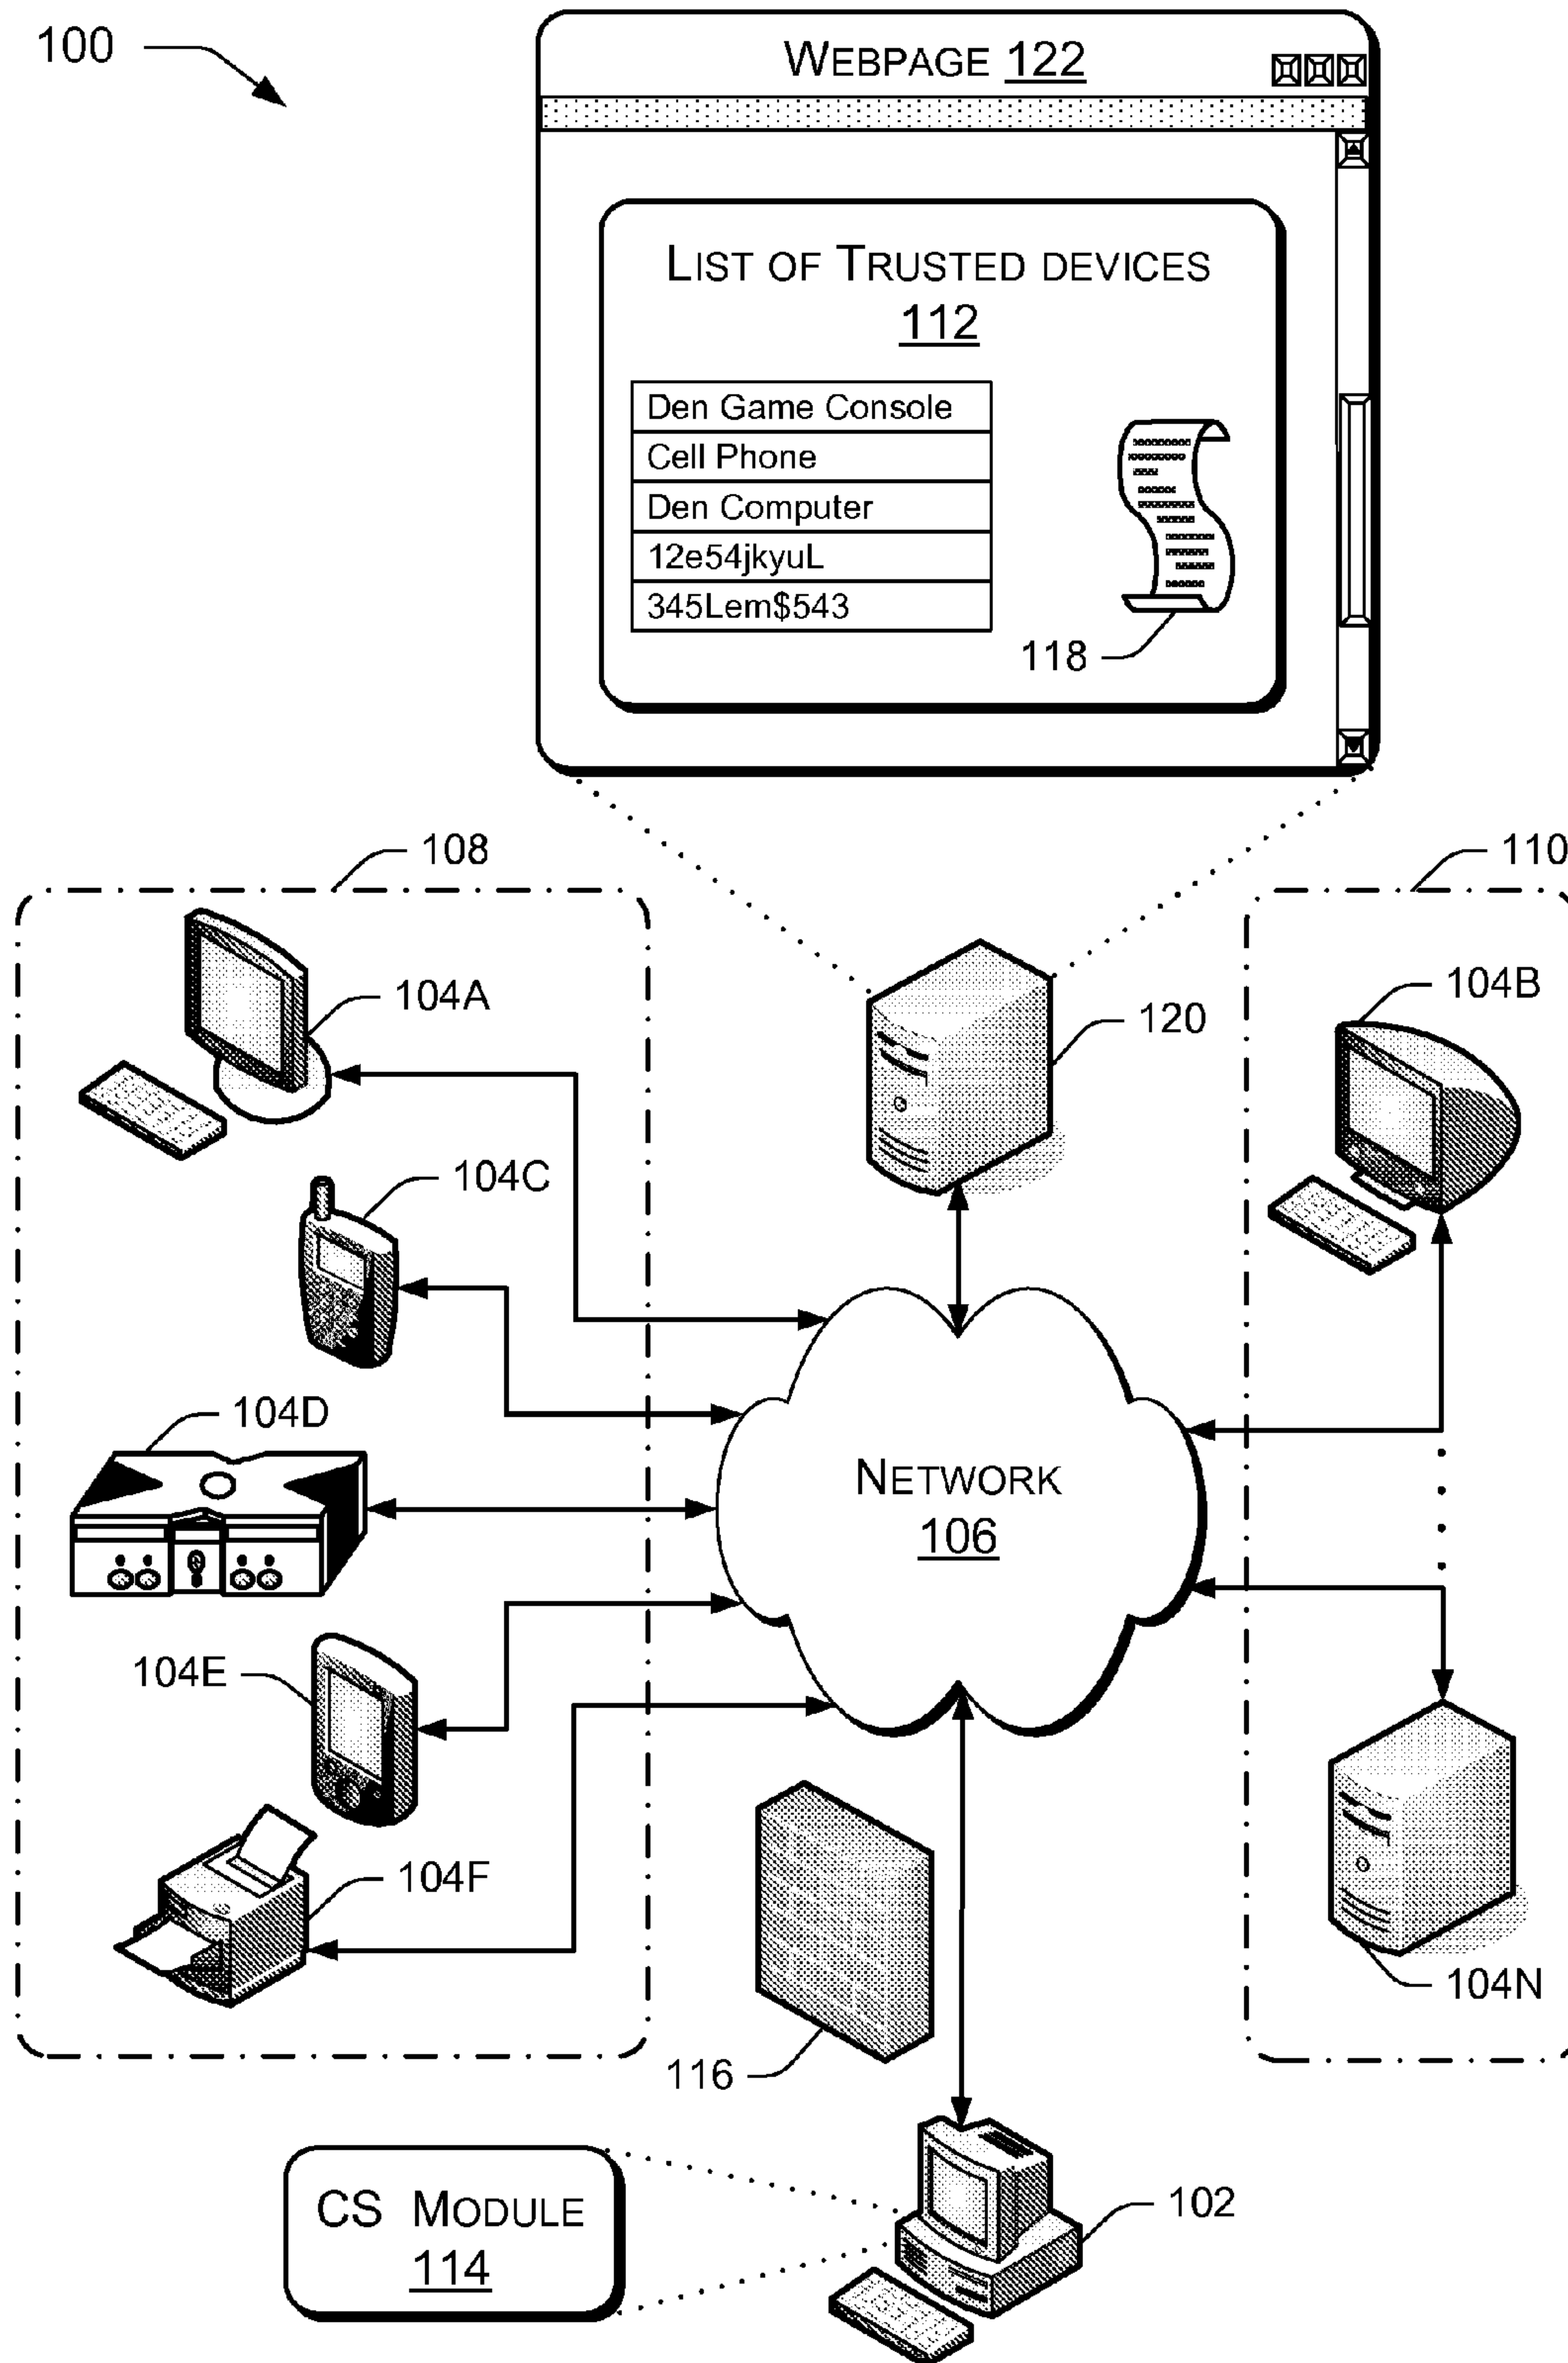 100
WEBPAGE 122
LIST OF TRUSTED DEVICES
112
Den Game Console
Cell Phone
Den Computer
12e54jkyuL
345Lem$543
118
108
110
104A
120
104B
104C
104D
NETWORK
106
104E
104F
104N
116
CS MODULE
114
102